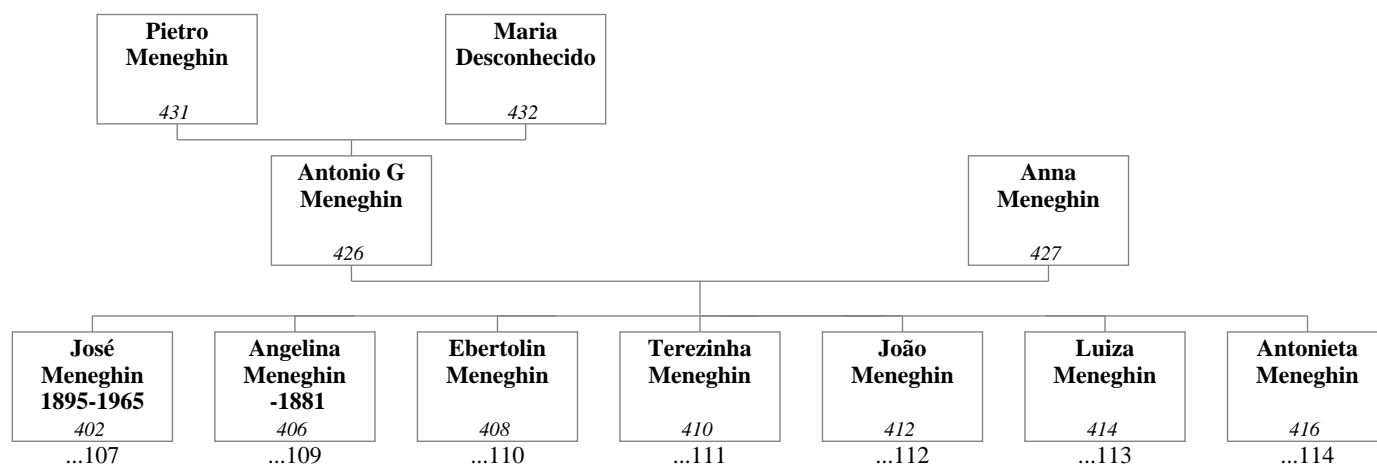 Pietro
Meneghin
431
Maria
Desconhecido
432
Antonio G
Meneghin
426
Anna
Meneghin
427
José
Meneghin
1895-1965
402
...107
Angelina
Meneghin
-1881
406
...109
Ebertolin
Meneghin
408
...110
Terezinha
Meneghin
410
...111
João
Meneghin
412
...112
Luiza
Meneghin
414
...113
Antonieta
Meneghin
416
...114